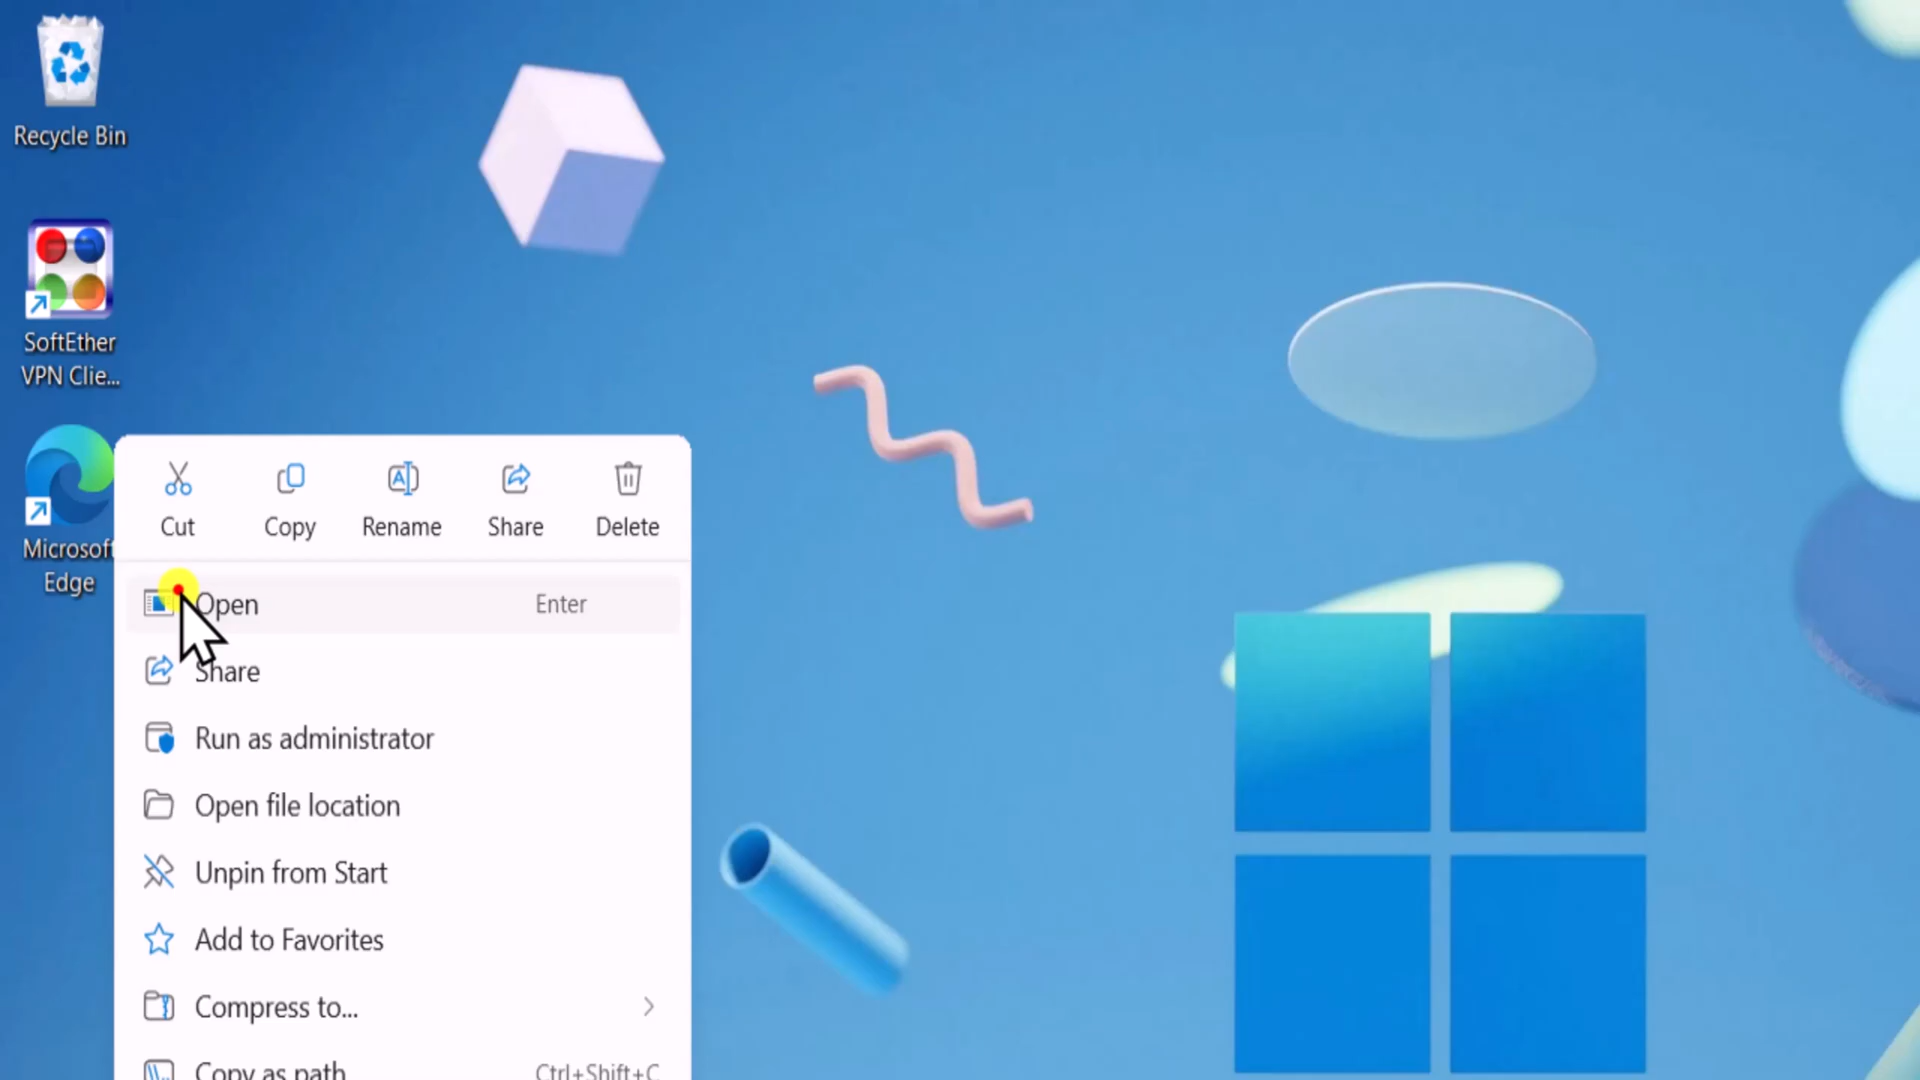 Recycle Bin
SoftEther
VPN Clie...
Microsoft
Edge
Cut
Copy
Rename
Share
Delete
Open
Enter
Share
Run as administrator
Open file location
Unpin from Start
Add to Favorites
Compress to...
Copy as path
Ctrl+Shift+C